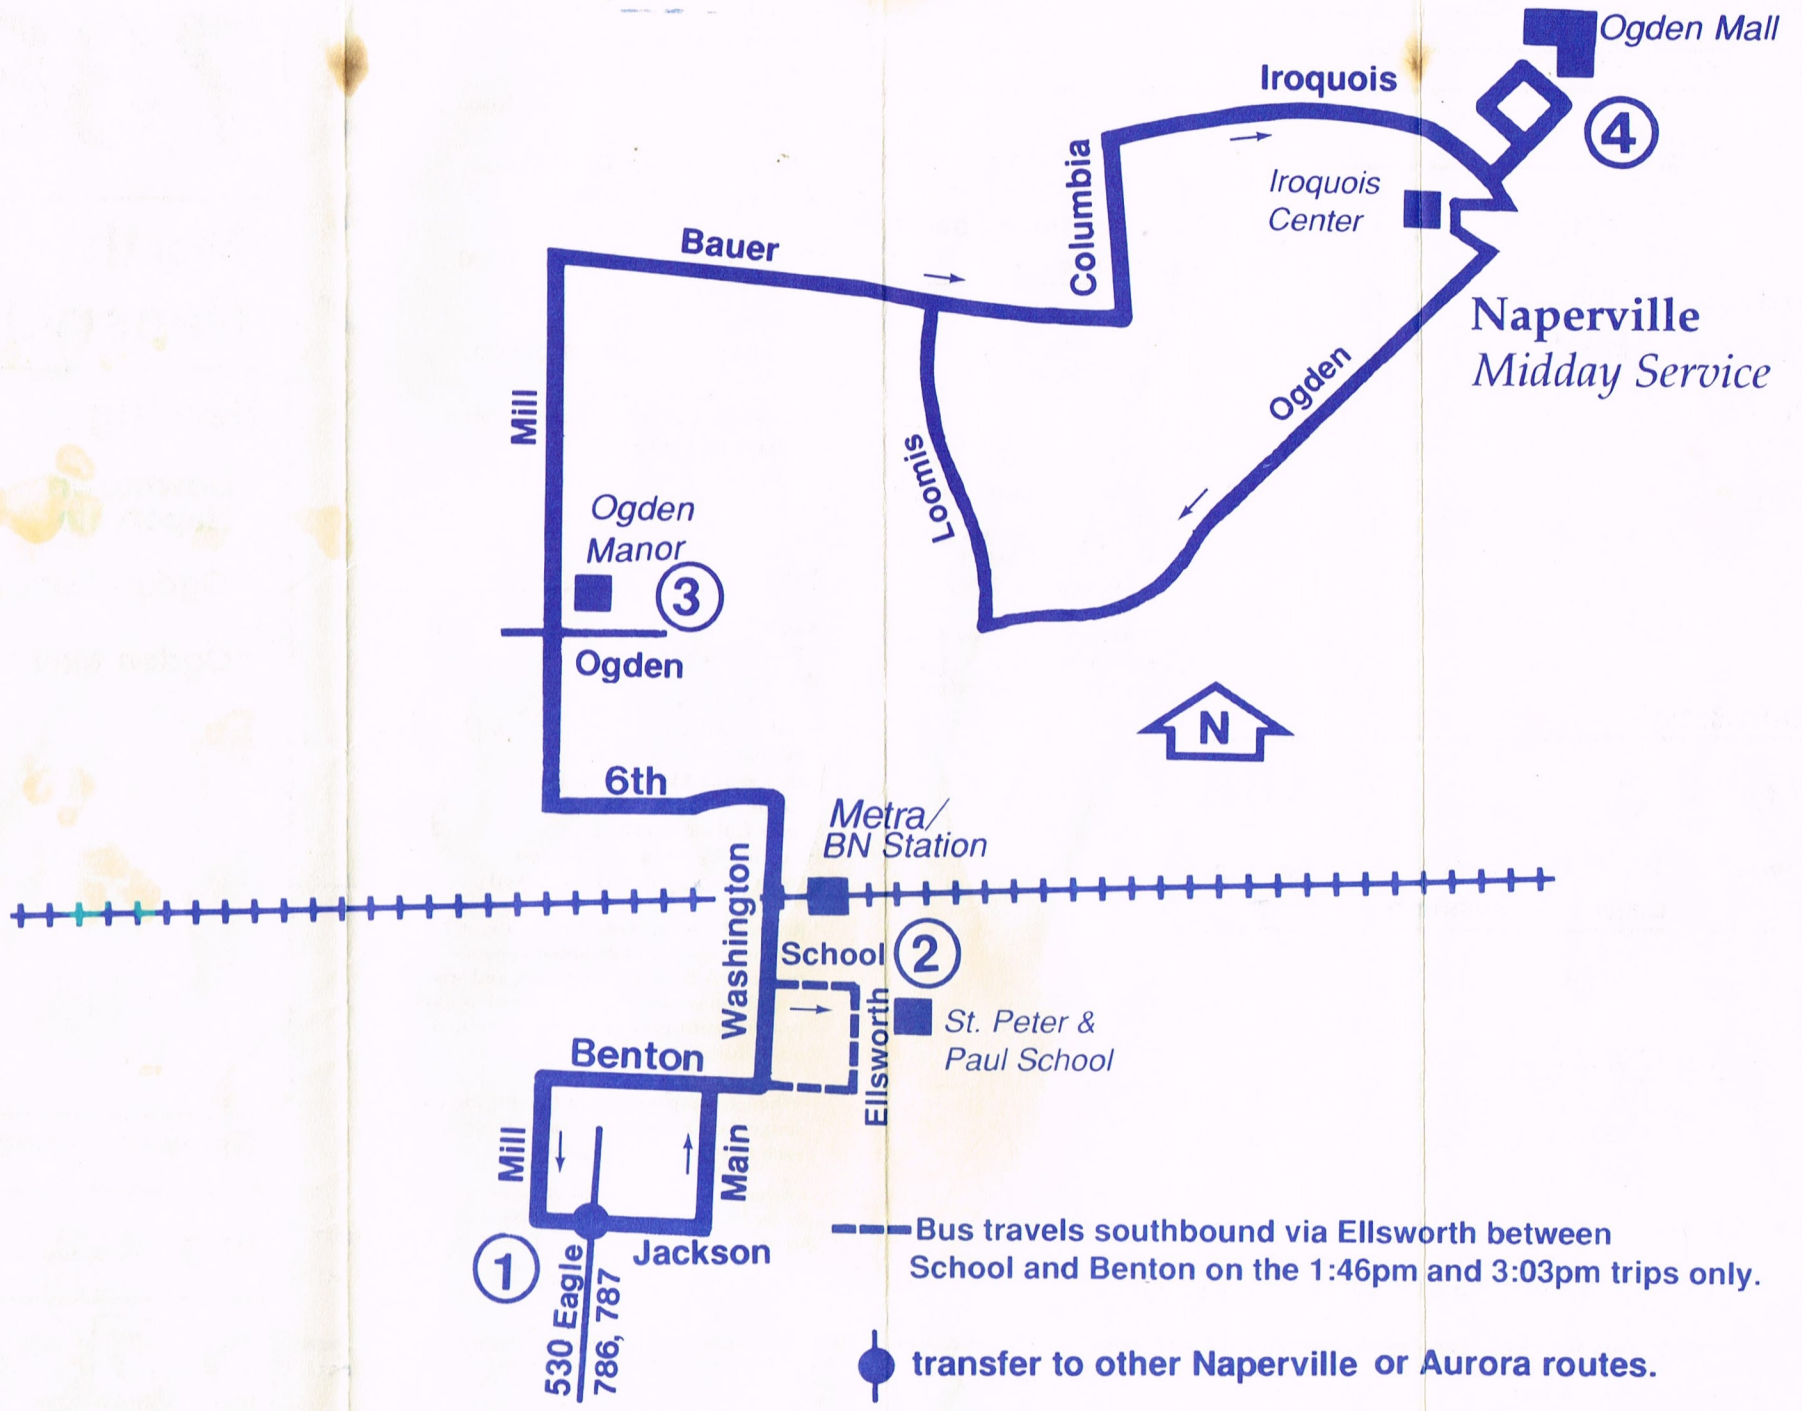 Ogden Mall
Iroquois
4
Columbia
Iroquois
Center
Bauer
Naperville
Midday Service
Ogden
Mill
Loomis
Ogden
Manor
3
Ogden
N
6th
Metra/
BN Station
Washington
School
2
Ellsworth
St. Peter &
Paul School
Benton
Mill
Main
Jackson
1
530 Eagle
786, 787
Bus travels southbound via Ellsworth between
School and Benton on the 1:46pm and 3:03pm trips only.
transfer to other Naperville or Aurora routes.